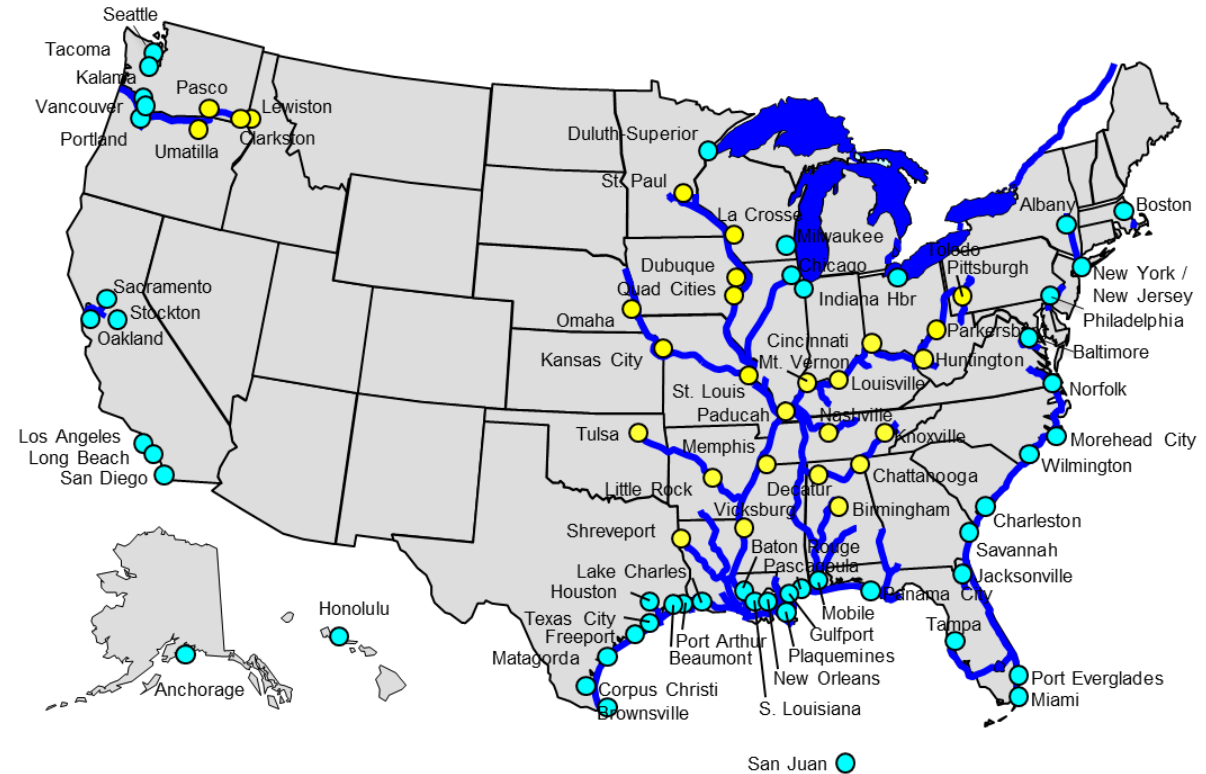 Seattle
Tacoma
Kalama
Pasco
Lewiston
Vancouver
Portland
Clarkston
Umatilla
Duluth-Superior
St. Paul
La Crosse
Albany
Boston
Milwaukee
Toledo
Dubuque
Chicago
Pittsburgh
New York /
New Jersey
Sacramento
Quad Cities
Indiana Hbr
Stockton
Omaha
Philadelphia
Oakland
Cincinnati
Parkersburg
Baltimore
Kansas City
Mt. Vernon
Huntington
St. Louis
Louisville
Norfolk
Paducah
Nashville
Los Angeles
Tulsa
Memphis
Knoxville
Morehead City
Long Beach
Wilmington
San Diego
Little Rock
Decatur
Chattanooga
Vicksburg
Birmingham
Charleston
Shreveport
Baton Rouge
Savannah
Pascagoula
Lake Charles
Jacksonville
Houston
Panama City
Honolulu
Texas City
Mobile
Freeport
Port Arthur
Gulfport
Tampa
Matagorda
Beaumont
Plaquemines
New Orleans
Port Everglades
Anchorage
Corpus Christi
Miami
Brownsville
S. Louisiana
San Juan